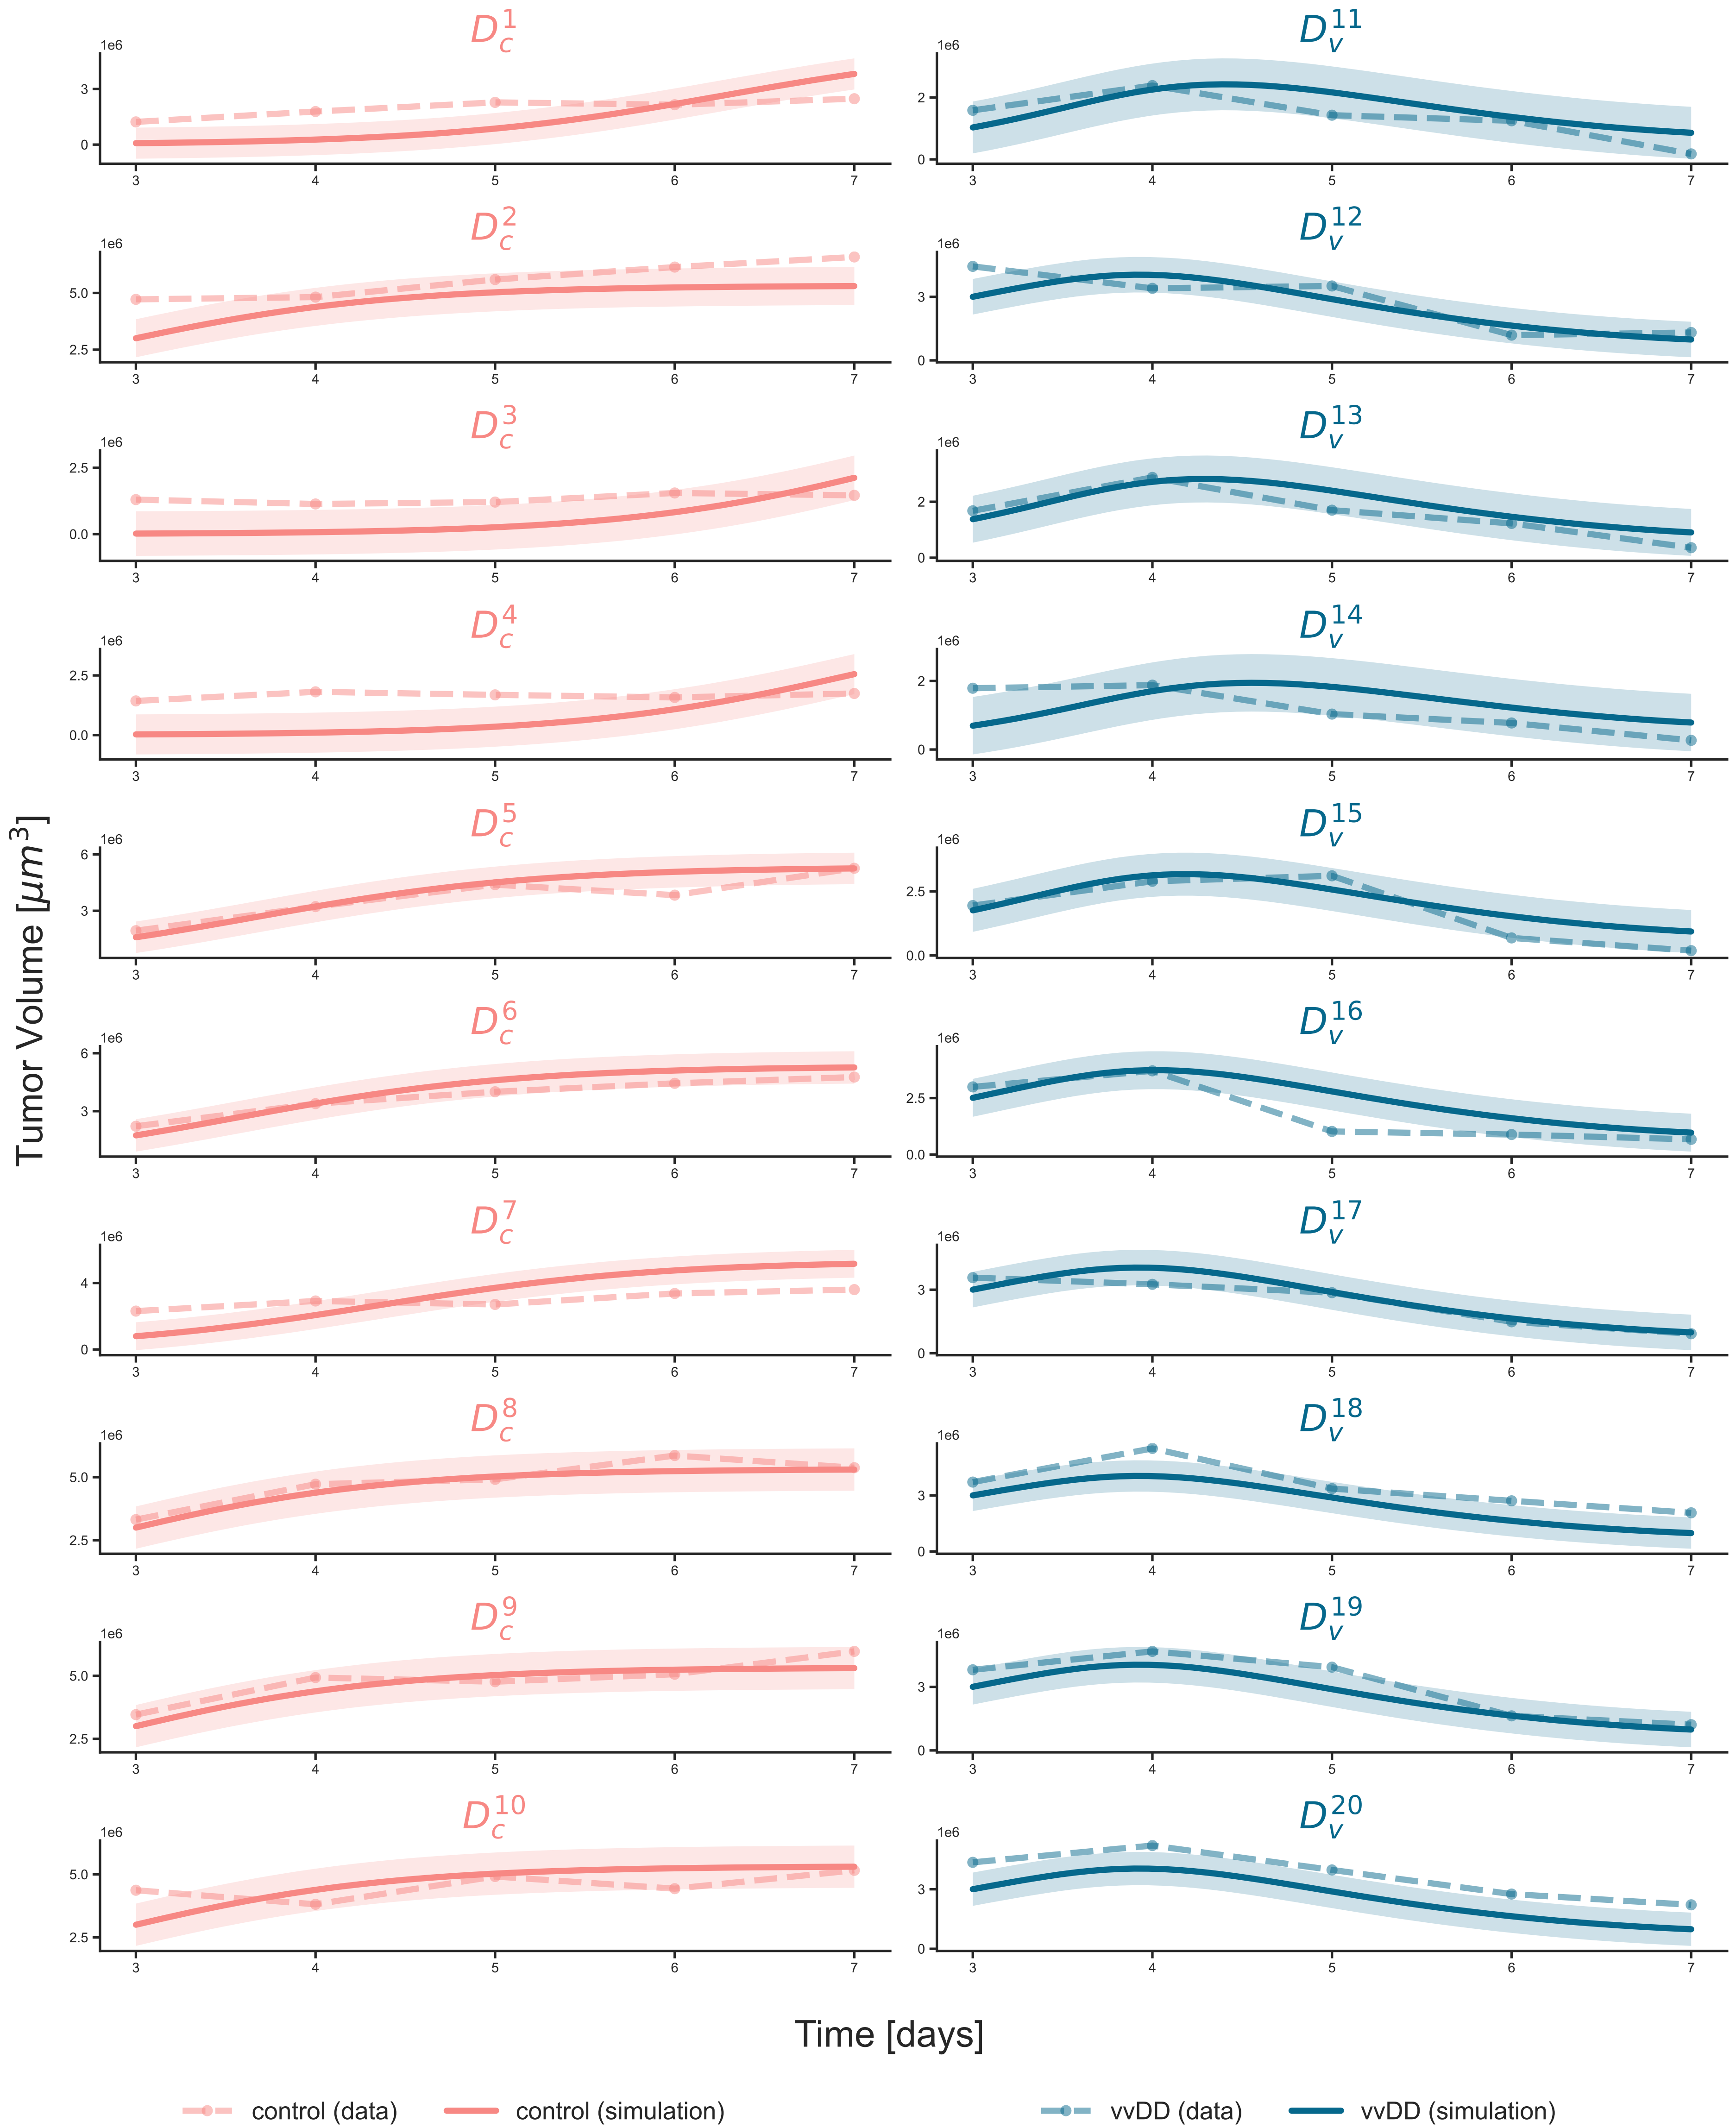 D_c^1
1e6
3
0
3 4 5 6 7
D_v^11
1e6
2
0
3 4 5 6 7
D_c^2
1e6
5.0
2.5
3 4 5 6 7
D_v^12
1e6
3
0
3 4 5 6 7
D_c^3
1e6
2.5
0.0
3 4 5 6 7
D_v^13
1e6
2
0
3 4 5 6 7
D_c^4
1e6
2.5
0.0
3 4 5 6 7
D_v^14
1e6
2
0
3 4 5 6 7
D_c^5
1e6
6
3
3 4 5 6 7
D_v^15
1e6
2.5
0.0
3 4 5 6 7
D_c^6
1e6
6
3
3 4 5 6 7
D_v^16
1e6
2.5
0.0
3 4 5 6 7
D_c^7
1e6
4
0
3 4 5 6 7
D_v^17
1e6
3
0
3 4 5 6 7
D_c^8
1e6
5.0
2.5
3 4 5 6 7
D_v^18
1e6
3
0
3 4 5 6 7
D_c^9
1e6
5.0
2.5
3 4 5 6 7
D_v^19
1e6
3
0
3 4 5 6 7
D_c^10
1e6
5.0
2.5
3 4 5 6 7
D_v^20
1e6
3
0
3 4 5 6 7
Tumor Volume [μm³]
Time [days]
control (data) control (simulation) vvDD (data) vvDD (simulation)